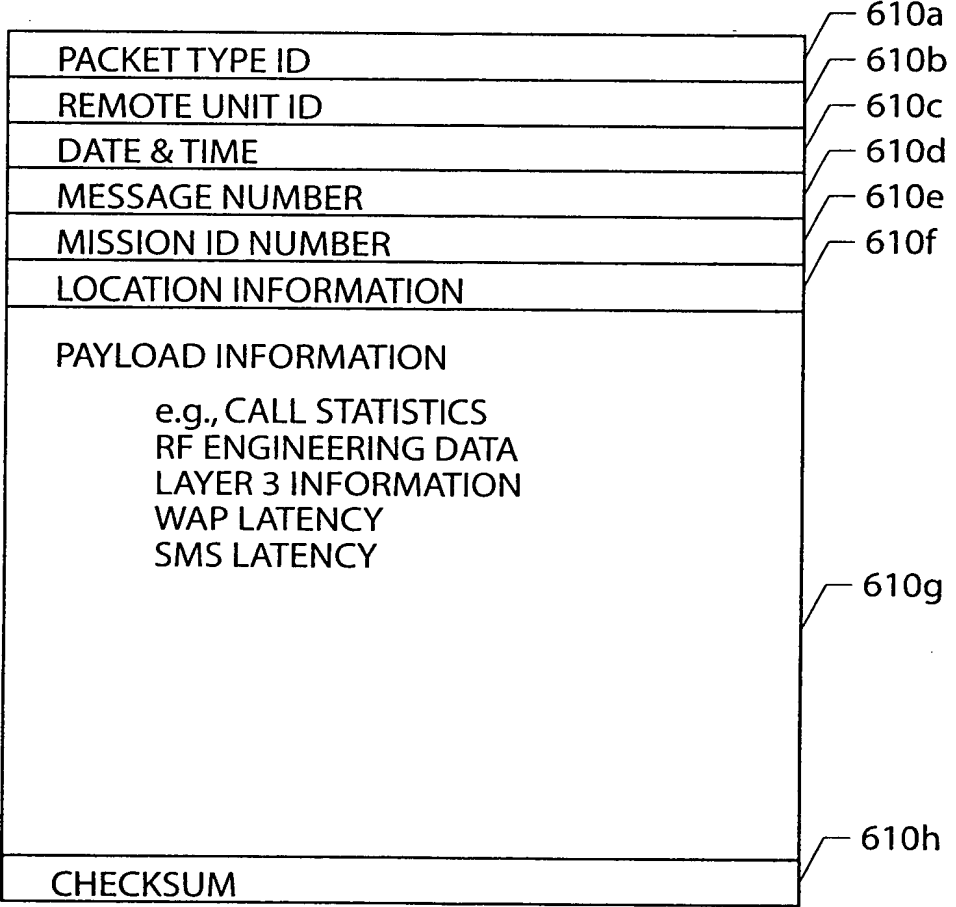 610a
PACKET TYPE ID
610b
REMOTE UNIT ID
610c
DATE & TIME
610d
MESSAGE NUMBER
610e
MISSION ID NUMBER
610f
LOCATION INFORMATION
PAYLOAD INFORMATION
e.g., CALL STATISTICS
RF ENGINEERING DATA
LAYER 3 INFORMATION
WAP LATENCY
SMS LATENCY
610g
610h
CHECKSUM